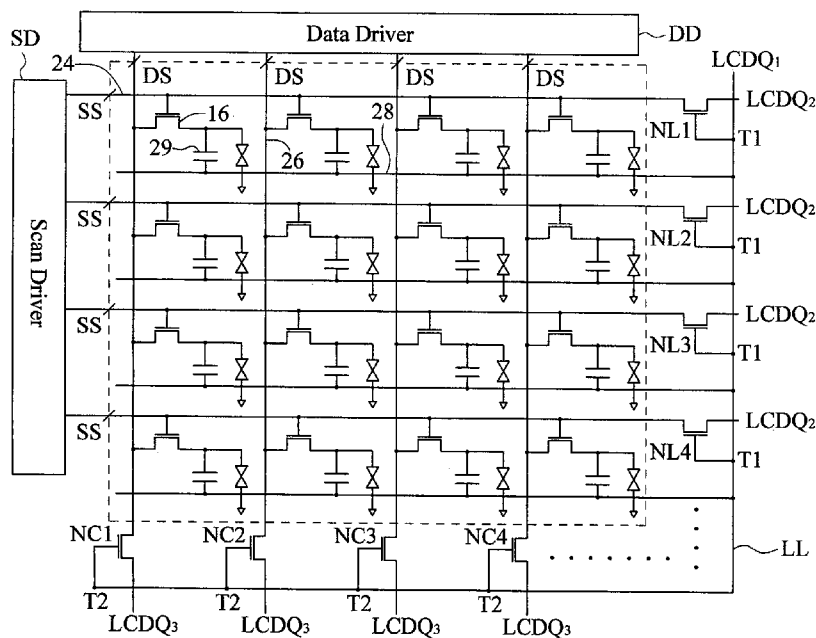 Data Driver
DD
SD
LCDQ1
24
DS
DS
DS
DS
SS
16
28
LCDQ2
NL1
T1
29
26
Scan Driver
SS
LCDQ2
NL2
T1
SS
LCDQ2
NL3
T1
SS
LCDQ2
NL4
T1
NC1
NC2
NC3
NC4
LL
T2
T2
T2
T2
LCDQ3
LCDQ3
LCDQ3
LCDQ3